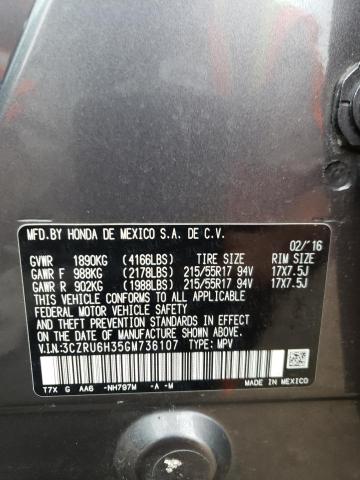 MFD.BY HONDA DE MEXICO S.A. DE C.V.
02/'16
GVWR 1890KG (4166LBS) TIRE SIZE RIM SIZE
GAWR F 988KG (2178LBS) 215/55R17 94V 17X7.5J
GAWR R 902KG (1988LBS) 215/55R17 94V 17X7.5J
THIS VEHICLE CONFORMS TO ALL APPLICABLE
FEDERAL MOTOR VEHICLE SAFETY
AND THEFT PREVENTION STANDARDS IN EFFECT ON
THE DATE OF MANUFACTURE SHOWN ABOVE.
V.I.N:3CZRU6H35GM736107 TYPE: MPV
T7X G AA6 -NH797M -A -M
MADE IN MEXICO